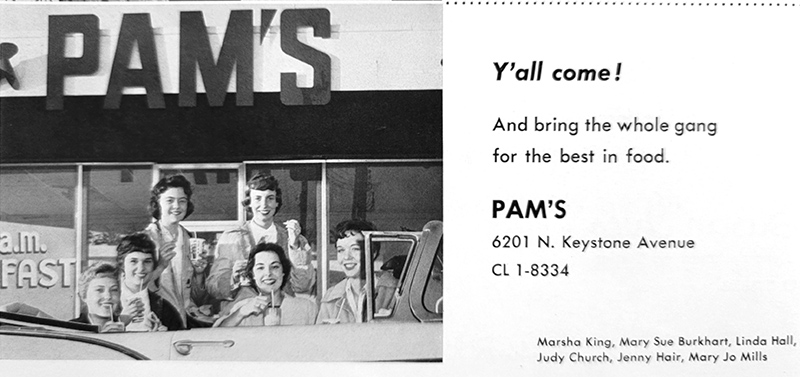 PAM'S
a.m.
FAST
Y'all come!
And bring the whole gang
for the best in food.
PAM'S
6201 N. Keystone Avenue
CL 1-8334
Marsha King, Mary Sue Burkhart, Linda Hall,
Judy Church, Jenny Hair, Mary Jo Mills